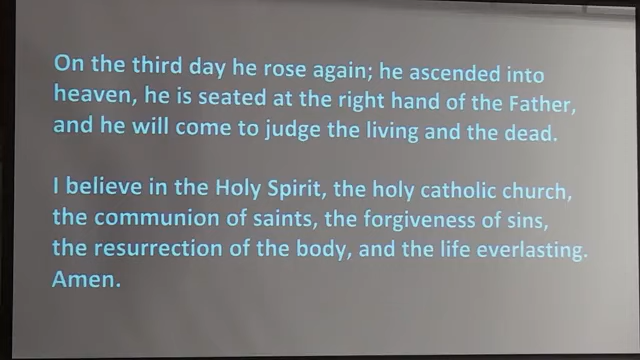 On the third day he rose again; he ascended into
heaven, he is seated at the right hand of the Father,
and he will come to judge the living and the dead.
I believe in the Holy Spirit, the holy catholic church,
the communion of saints, the forgiveness of sins,
the resurrection of the body, and the life everlasting.
Amen.